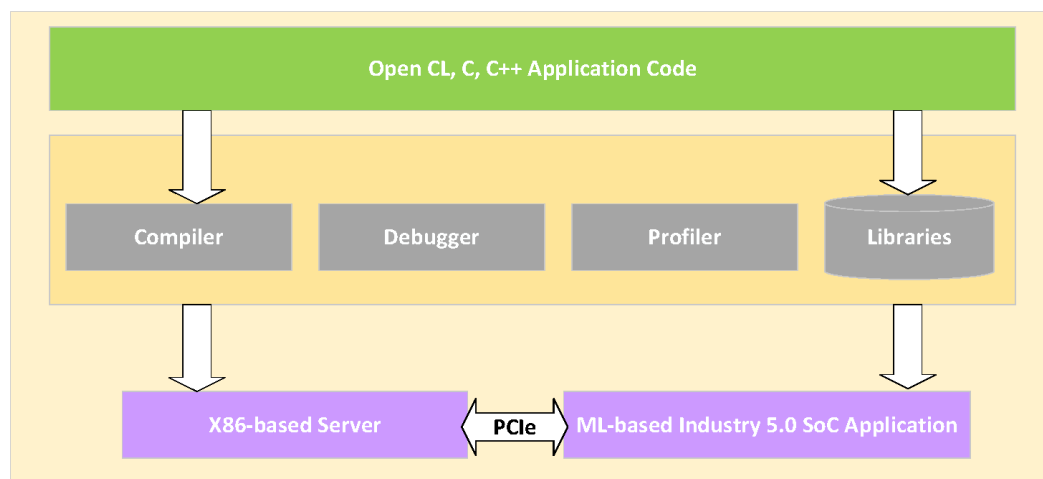 Open CL, C, C++ Application Code
Compiler
Debugger
Profiler
Libraries
X86-based Server
PCIe
ML-based Industry 5.0 SoC Application